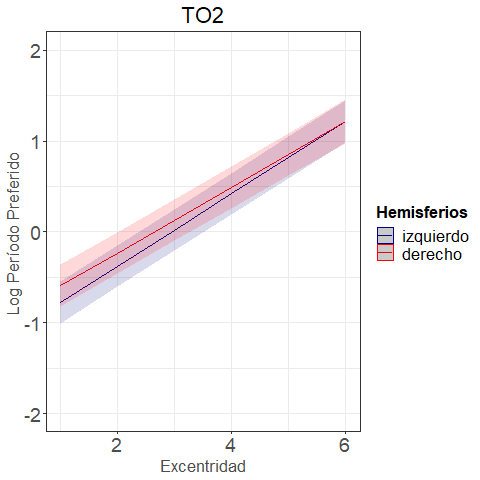 TO2
Log Período Preferido
2
1
0
-1
-2
2
4
6
Excentridad
Hemisferios
izquierdo
derecho